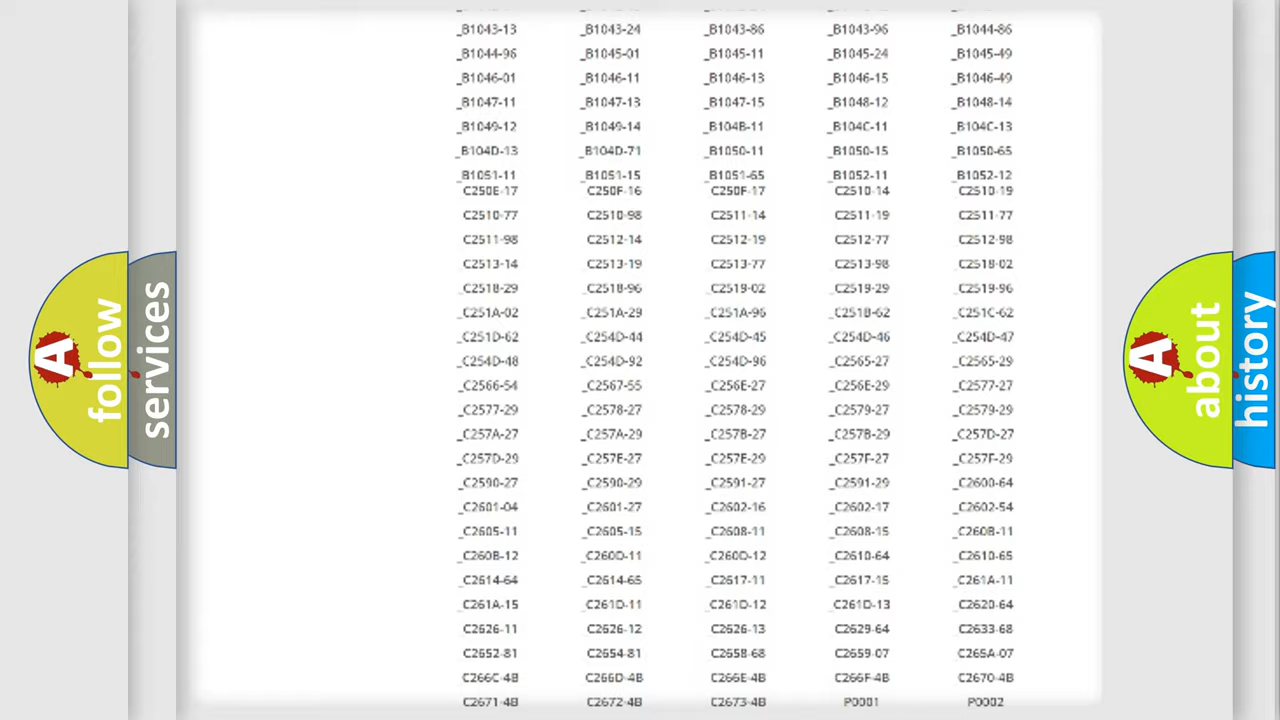 _B1043-13 _B1043-24 _B1043-86 _B1043-96 _B1044-86
_B1044-96 _B1045-01 _B1045-11 _B1045-24 _B1045-49
_B1046-01 _B1046-11 _B1046-13 _B1046-15 _B1046-49
_B1047-11 _B1047-13 _B1047-15 _B1048-12 _B1048-14
_B1049-12 _B1049-14 _B104B-11 _B104C-11 _B104C-13
_B104D-13 _B104D-71 _B1050-11 _B1050-15 _B1050-65
_B1051-11 _B1051-15 _B1051-65 _B1052-11 _B1052-12
C250E-17 C250F-16 C250F-17 C2510-14 C2510-19
C2510-77 C2510-98 C2511-14 C2511-19 C2511-77
C2511-98 C2512-14 C2512-19 C2512-77 C2512-98
C2513-14 C2513-19 C2513-77 C2513-98 C2518-02
_C2518-29 _C2518-96 _C2519-02 _C2519-29 _C2519-96
_C251A-02 _C251A-29 _C251A-96 _C251B-62 _C251C-62
_C251D-62 _C254D-44 _C254D-45 _C254D-46 _C254D-47
_C254D-48 _C254D-92 _C254D-96 _C2565-27 _C2565-29
_C2566-54 _C2567-55 _C256E-27 _C256E-29 _C2577-27
_C2577-29 _C2578-27 _C2578-29 _C2579-27 _C2579-29
_C257A-27 _C257A-29 _C257B-27 _C257B-29 _C257D-27
_C257D-29 _C257E-27 _C257E-29 _C257F-27 _C257F-29
_C2590-27 _C2590-29 _C2591-27 _C2591-29 _C2600-64
_C2601-04 _C2601-27 _C2602-16 _C2602-17 _C2602-54
_C2605-11 _C2605-15 _C2608-11 _C2608-15 _C260B-11
_C260B-12 _C260D-11 _C260D-12 _C2610-64 _C2610-65
_C2614-64 _C2614-65 _C2617-11 _C2617-15 _C261A-11
_C261A-15 _C261D-11 _C261D-12 _C261D-13 _C2620-64
C2626-11 C2626-12 C2626-13 C2629-64 C2633-68
C2652-81 C2654-81 C2658-68 C2659-07 C265A-07
C266C-4B C266D-4B C266E-4B C266F-4B C2670-4B
C2671-4B C2672-4B C2673-4B P0001 P0002
A follow
services
A about
history